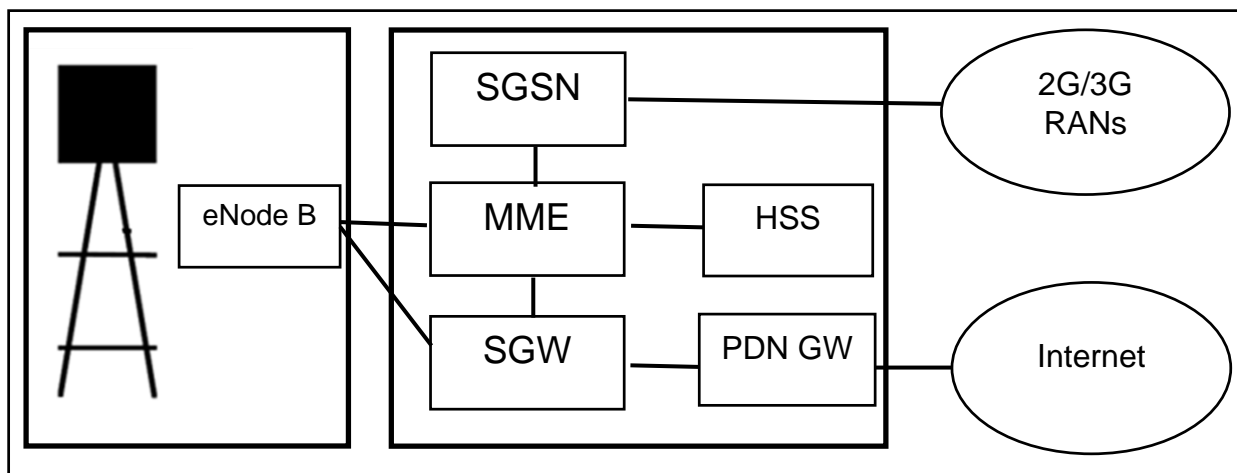 SGSN
2G/3G
RANs
eNode B
MME
HSS
SGW
PDN GW
Internet